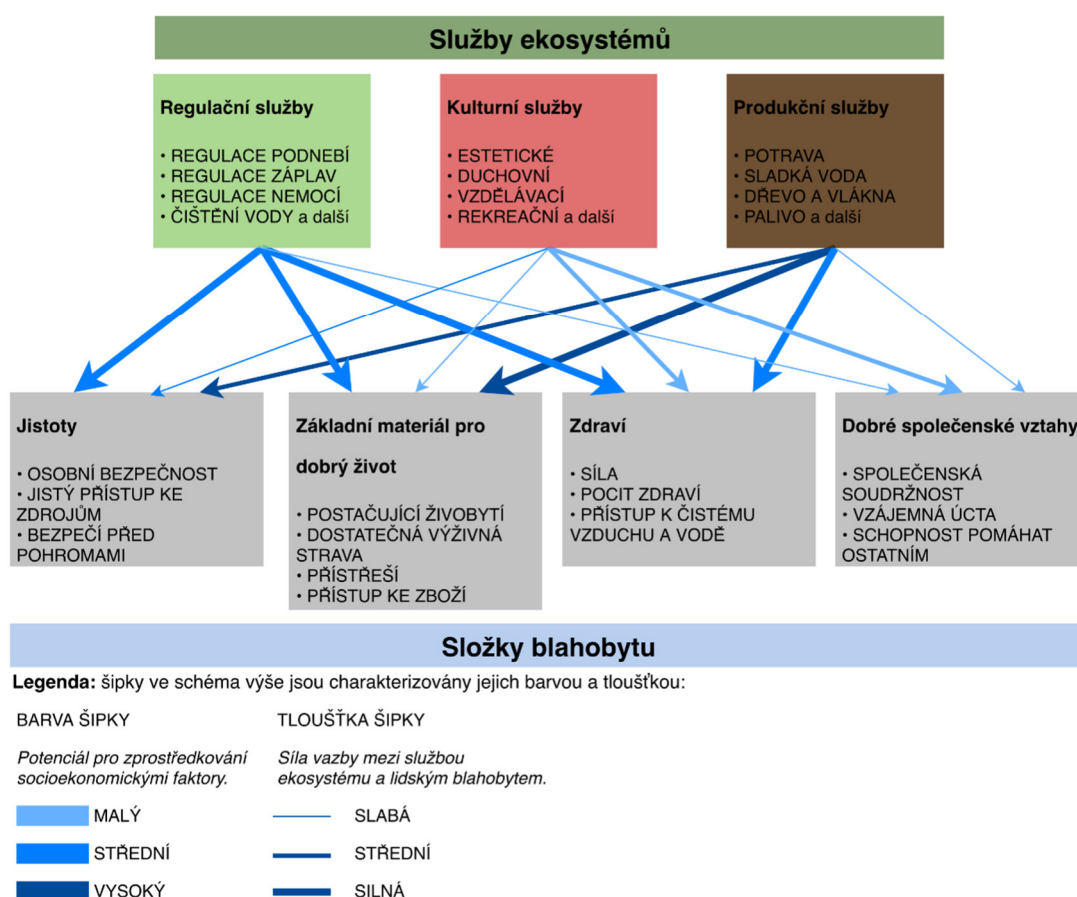 Služby ekosystémů
Regulační služby
• REGULACE PODNEBÍ
• REGULACE ZÁPLAV
• REGULACE NEMOCÍ
• ČIŠTĚNÍ VODY a další
Kulturní služby
• ESTETICKÉ
• DUCHOVNÍ
• VZDĚLÁVACÍ
• REKREAČNÍ a další
Produkční služby
• POTRAVA
• SLADKÁ VODA
• DŘEVO A VLÁKNA
• PALIVO a další
Jistoty
• OSOBNÍ BEZPEČNOST
• JISTÝ PŘÍSTUP KE
ZDROJŮM
• BEZPEČÍ PŘED
POHROMAMI
Základní materiál pro
dobrý život
• POSTAČUJÍCÍ ŽIVOBYTÍ
• DOSTATEČNÁ VÝŽIVNÁ
STRAVA
• PŘÍSTŘEŠÍ
• PŘÍSTUP KE ZBOŽÍ
Zdraví
• SÍLA
• POCIT ZDRAVÍ
• PŘÍSTUP K ČISTÉMU
VZDUCHU A VODĚ
Dobré společenské vztahy
• SPOLEČENSKÁ
SOUDRŽNOST
• VZÁJEMNÁ ÚCTA
• SCHOPNOST POMÁHAT
OSTATNÍM
Složky blahobytu
Legenda: šipky ve schéma výše jsou charakterizovány jejich barvou a tloušťkou:
BARVA ŠIPKY
Potenciál pro zprostředkování
socioekonomickými faktory.
MALÝ
STŘEDNÍ
VYSOKÝ
TLOUŠŤKA ŠIPKY
Síla vazby mezi službou
ekosystému a lidským blahobytem.
SLABÁ
STŘEDNÍ
SILNÁ